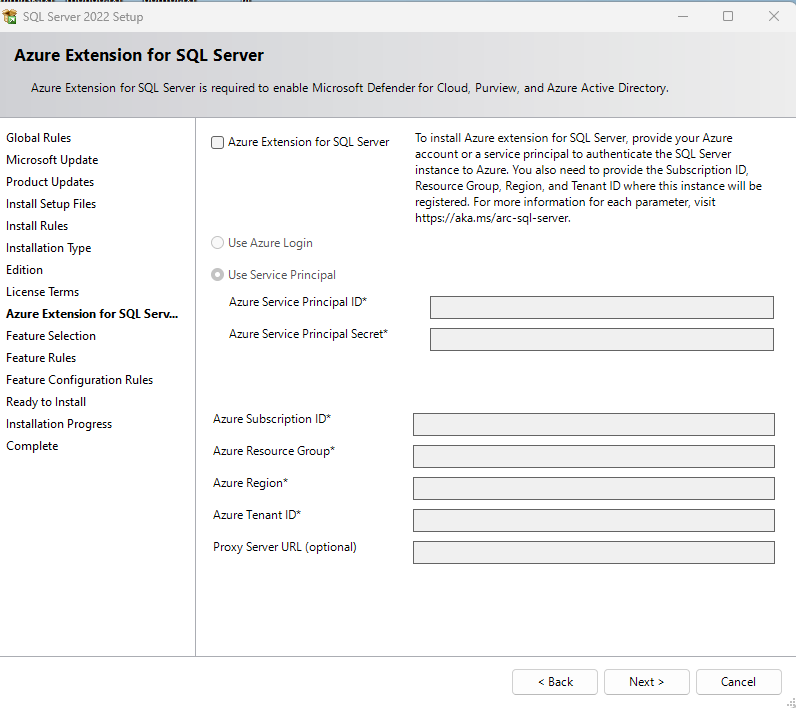 SQL Server 2022 Setup
Azure Extension for SQL Server
Azure Extension for SQL Server is required to enable Microsoft Defender for Cloud, Purview, and Azure Active Directory.
Global Rules
Microsoft Update
Product Updates
Install Setup Files
Install Rules
Installation Type
Edition
License Terms
Azure Extension for SQL Serv...
Feature Selection
Feature Rules
Feature Configuration Rules
Ready to Install
Installation Progress
Complete
Azure Extension for SQL Server
To install Azure extension for SQL Server, provide your Azure
account or a service principal to authenticate the SQL Server
instance to Azure. You also need to provide the Subscription ID,
Resource Group, Region, and Tenant ID where this instance will be
registered. For more information for each parameter, visit
https://aka.ms/arc-sql-server.
Use Azure Login
Use Service Principal
Azure Service Principal ID*
Azure Service Principal Secret*
Azure Subscription ID*
Azure Resource Group*
Azure Region*
Azure Tenant ID*
Proxy Server URL (optional)
< Back
Next >
Cancel